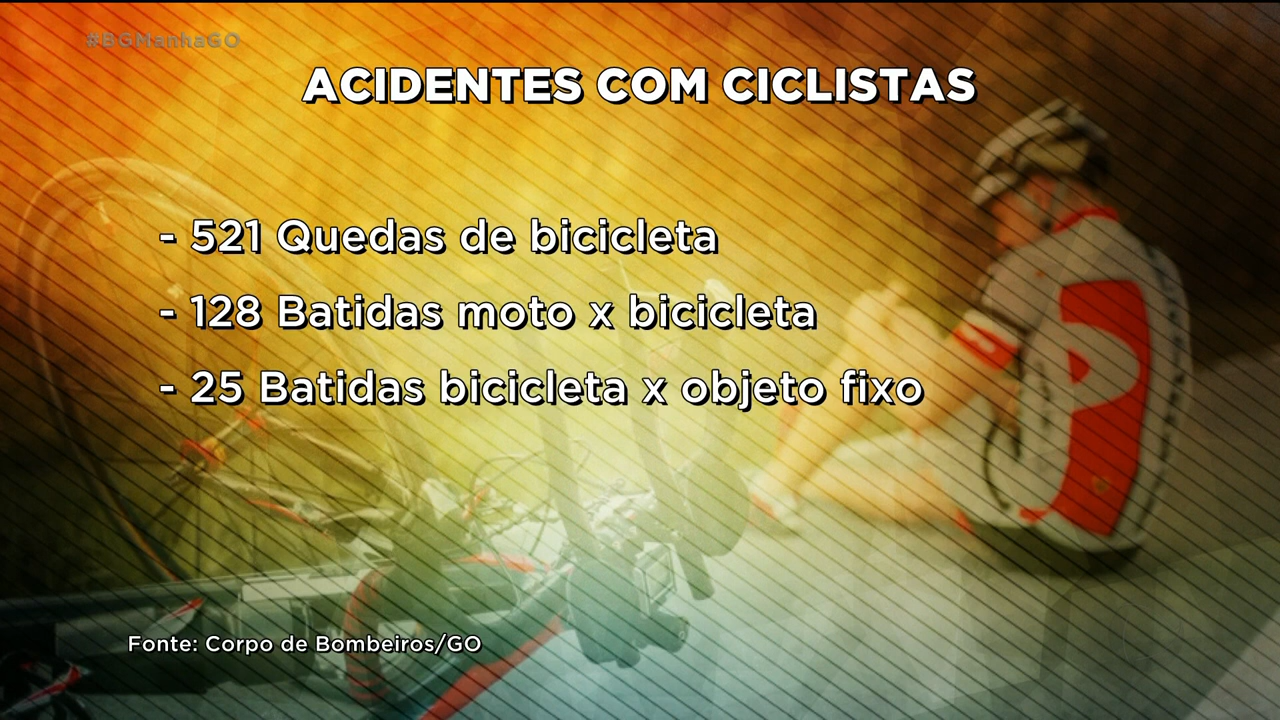 #BGManhaGO
ACIDENTES COM CICLISTAS
- 521 Quedas de bicicleta
- 128 Batidas moto x bicicleta
- 25 Batidas bicicleta x objeto fixo
Fonte: Corpo de Bombeiros/GO